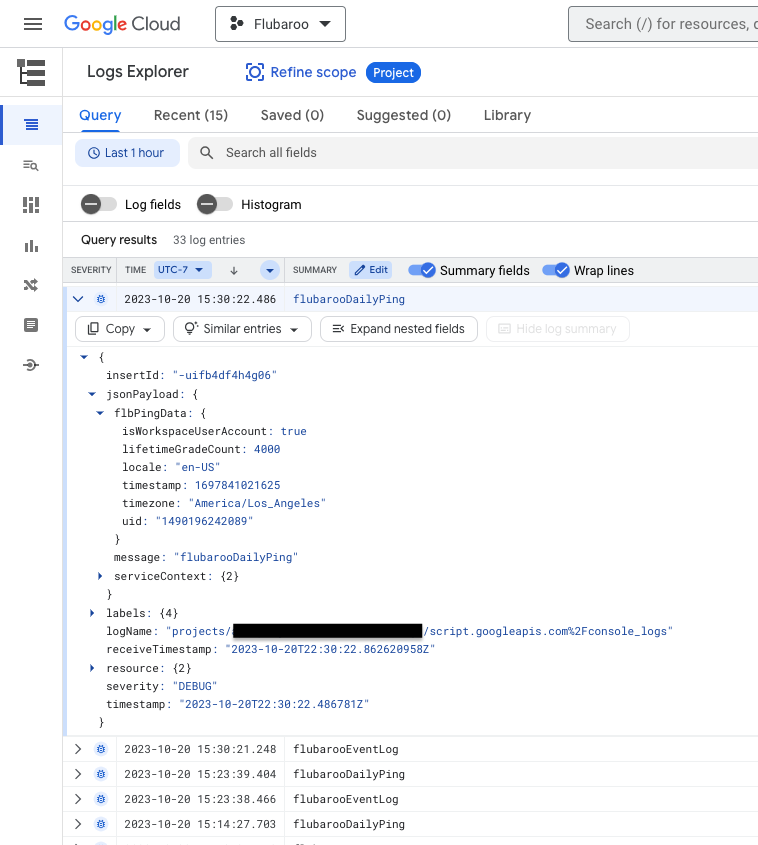 Google Cloud
Flubaroo
Search (/) for resources,
Logs Explorer
Refine scope
Project
Query
Recent (15)
Saved (0)
Suggested (0)
Library
Last 1 hour
Search all fields
Log fields
Histogram
Query results
33 log entries
SEVERITY TIME UTC-7 SUMMARY Edit Summary fields Wrap lines
2023-10-20 15:30:22.486 flubarooDailyPing
Copy
Similar entries
Expand nested fields
Hide log summary
{
insertId: "-uifb4df4h4g06"
jsonPayload: {
flbPingData: {
isWorkspaceUserAccount: true
lifetimeGradeCount: 4000
locale: "en-US"
timestamp: 1697841021625
timezone: "America/Los_Angeles"
uid: "1490196242089"
}
message: "flubarooDailyPing"
serviceContext: {2}
}
labels: {4}
logName: "projects/ /script.googleapis.com%2Fconsole_logs"
receiveTimestamp: "2023-10-20T22:30:22.862620958Z"
resource: {2}
severity: "DEBUG"
timestamp: "2023-10-20T22:30:22.486781Z"
}
2023-10-20 15:30:21.248 flubarooEventLog
2023-10-20 15:23:39.404 flubarooDailyPing
2023-10-20 15:23:38.466 flubarooEventLog
2023-10-20 15:14:27.703 flubarooDailyPing